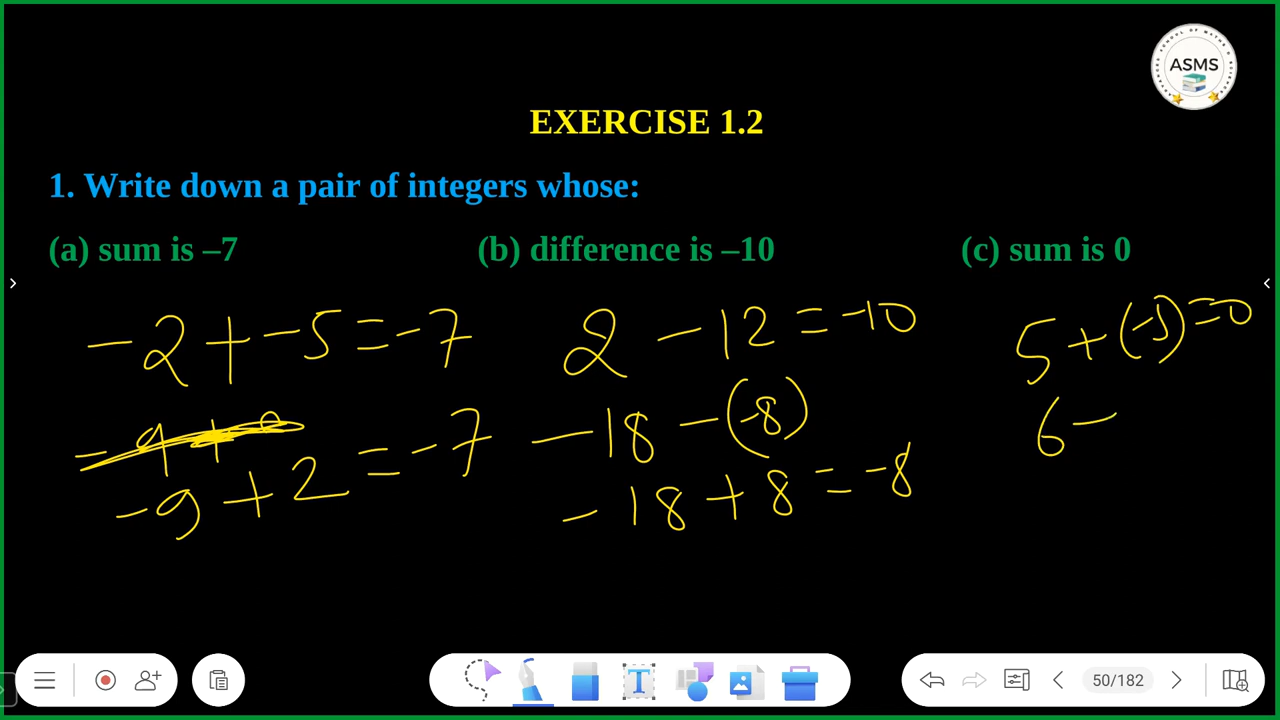 ASMS
EXERCISE 1.2
1. Write down a pair of integers whose:
(a) sum is –7 (b) difference is –10 (c) sum is 0
-2+-5=-7 2-12=-10 5+(-5)=0
-18-(-8) 6-
-9+2=-7 -18+8=-8
50/182